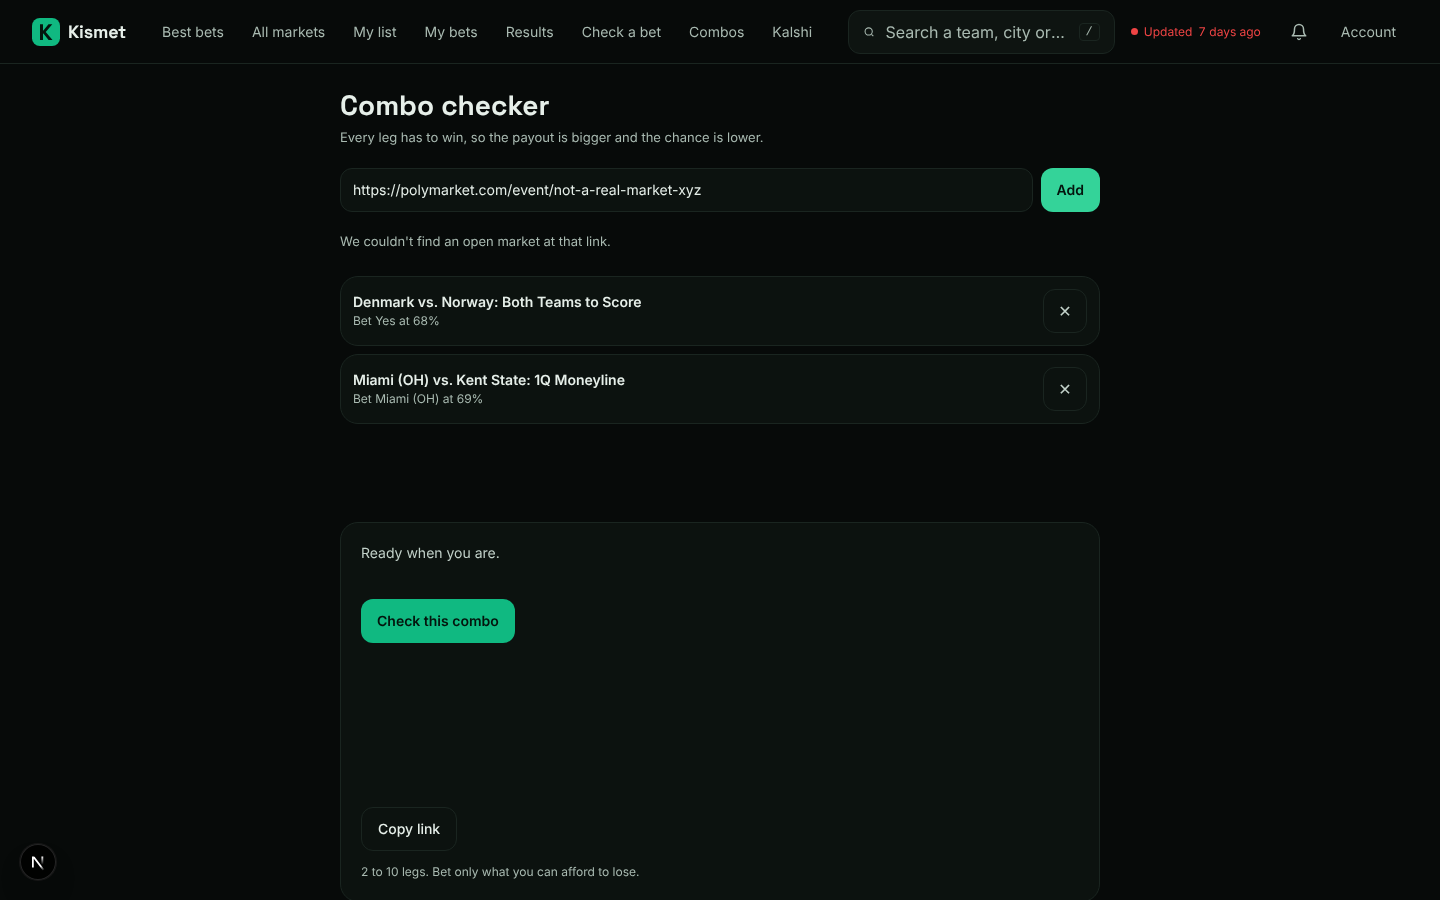 K Kismet
Best bets
All markets
My list
My bets
Results
Check a bet
Combos
Kalshi
Search a team, city or...
/
Updated 7 days ago
Account
Combo checker
Every leg has to win, so the payout is bigger and the chance is lower.
https://polymarket.com/event/not-a-real-market-xyz
Add
We couldn't find an open market at that link.
Denmark vs. Norway: Both Teams to Score
Bet Yes at 68%
Miami (OH) vs. Kent State: 1Q Moneyline
Bet Miami (OH) at 69%
Ready when you are.
Check this combo
Copy link
N
2 to 10 legs. Bet only what you can afford to lose.